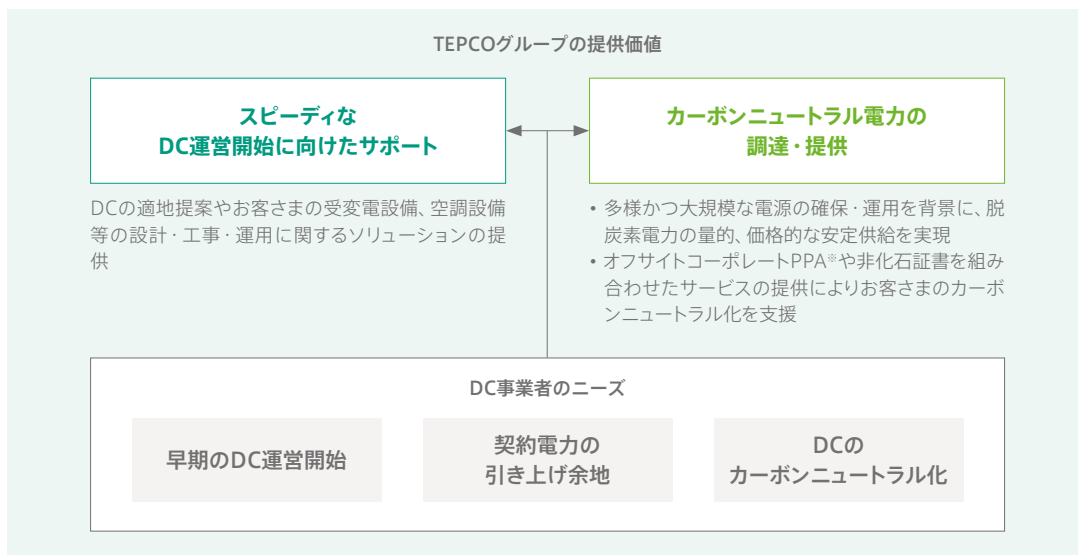 TEPCOグループの提供価値
スピーディな
DC運営開始に向けたサポート
カーボンニュートラル電力の
調達・提供
DCの適地提案やお客さまの受変電設備、空調設備
等の設計・工事・運用に関するソリューションの提
供
• 多様かつ大規模な電源の確保・運用を背景に、脱
炭素電力の量的、価格的な安定供給を実現
• オフサイトコーポレートPPA※や非化石証書を組み
合わせたサービスの提供によりお客さまのカーボ
ンニュートラル化を支援
DC事業者のニーズ
早期のDC運営開始
契約電力の
引き上げ余地
DCの
カーボンニュートラル化